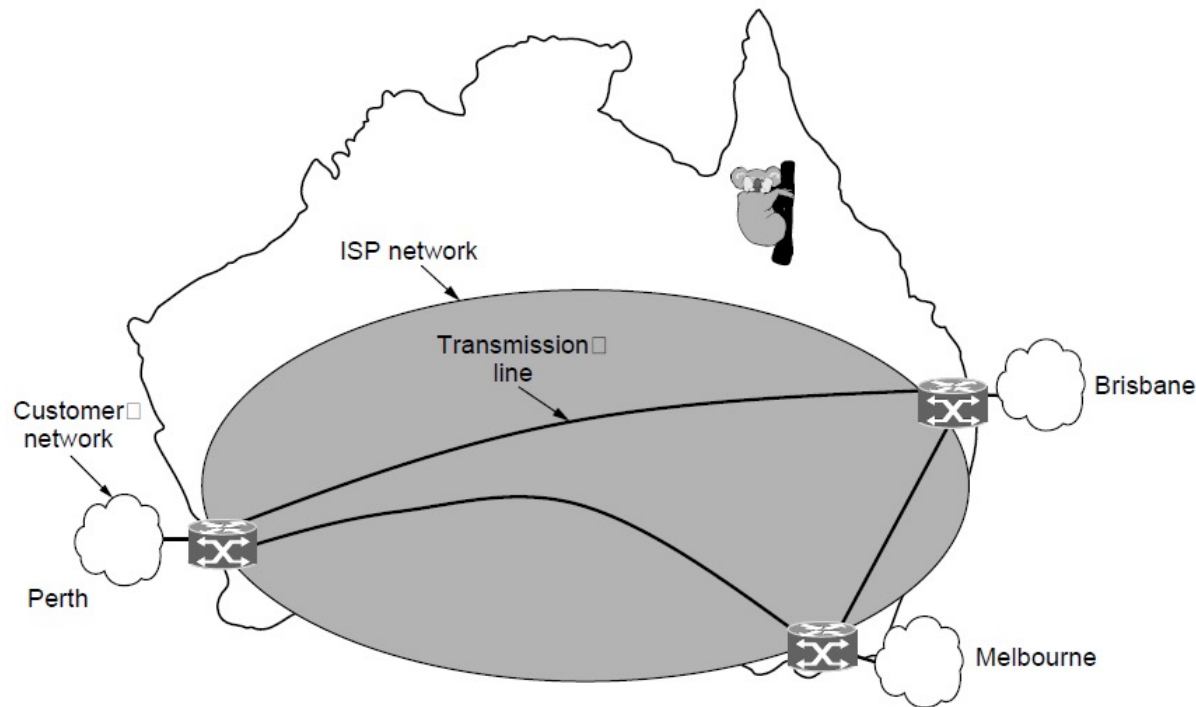 ISP network
Transmission□
line
Brisbane
Customer□
network
Perth
Melbourne